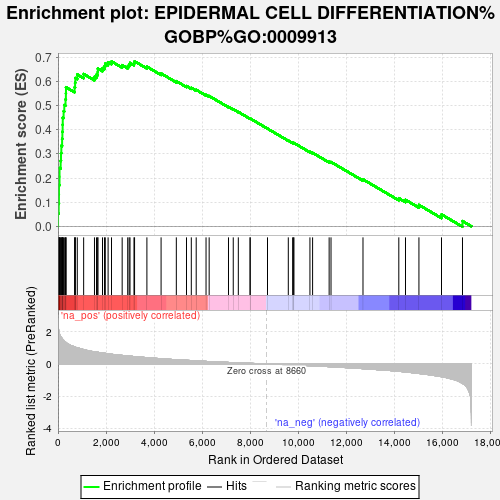 Enrichment plot: EPIDERMAL CELL DIFFERENTIATION%
GOBP%GO:0009913
Enrichment score (ES)
0.7
0.6
0.5
0.4
0.3
0.2
0.1
0.0
'na_pos' (positively correlated)
Ranked list metric (PreRanked)
2
0
-2
-4
Zero cross at 8660
'na_neg' (negatively correlated)
0
2,000
4,000
6,000
8,000
10,000
12,000
14,000
16,000
18,000
Rank in Ordered Dataset
Enrichment profile
Hits
Ranking metric scores